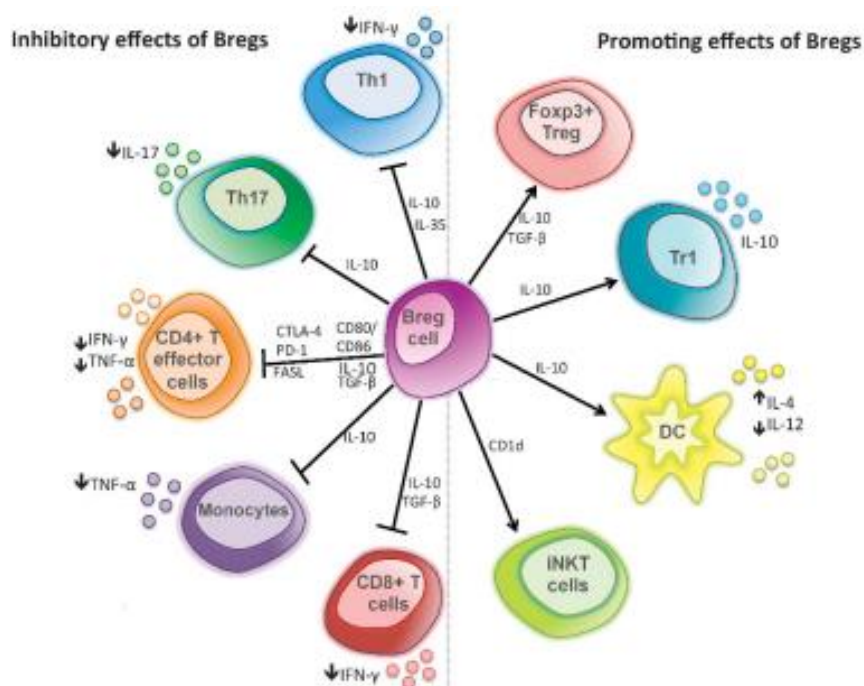 Inhibitory effects of Bregs
Promoting effects of Bregs
↓IFN-γ
Th1
↓IL-17
Th17
IL-10
IL-35
IL-10
↓IFN-γ
↓TNF-α
CD4+ T
effector
cells
CTLA-4
PD-1
FASL
CD80/
CD86
IL-10
TGF-β
Breg
cell
IL-10
↓TNF-α
Monocytes
IL-10
TGF-β
CD8+ T
cells
↓IFN-γ
Foxp3+
Treg
IL-10
TGF-β
Tr1
IL-10
IL-10
IL-10
DC
↑IL-4
↓IL-12
CD1d
iNKT
cells